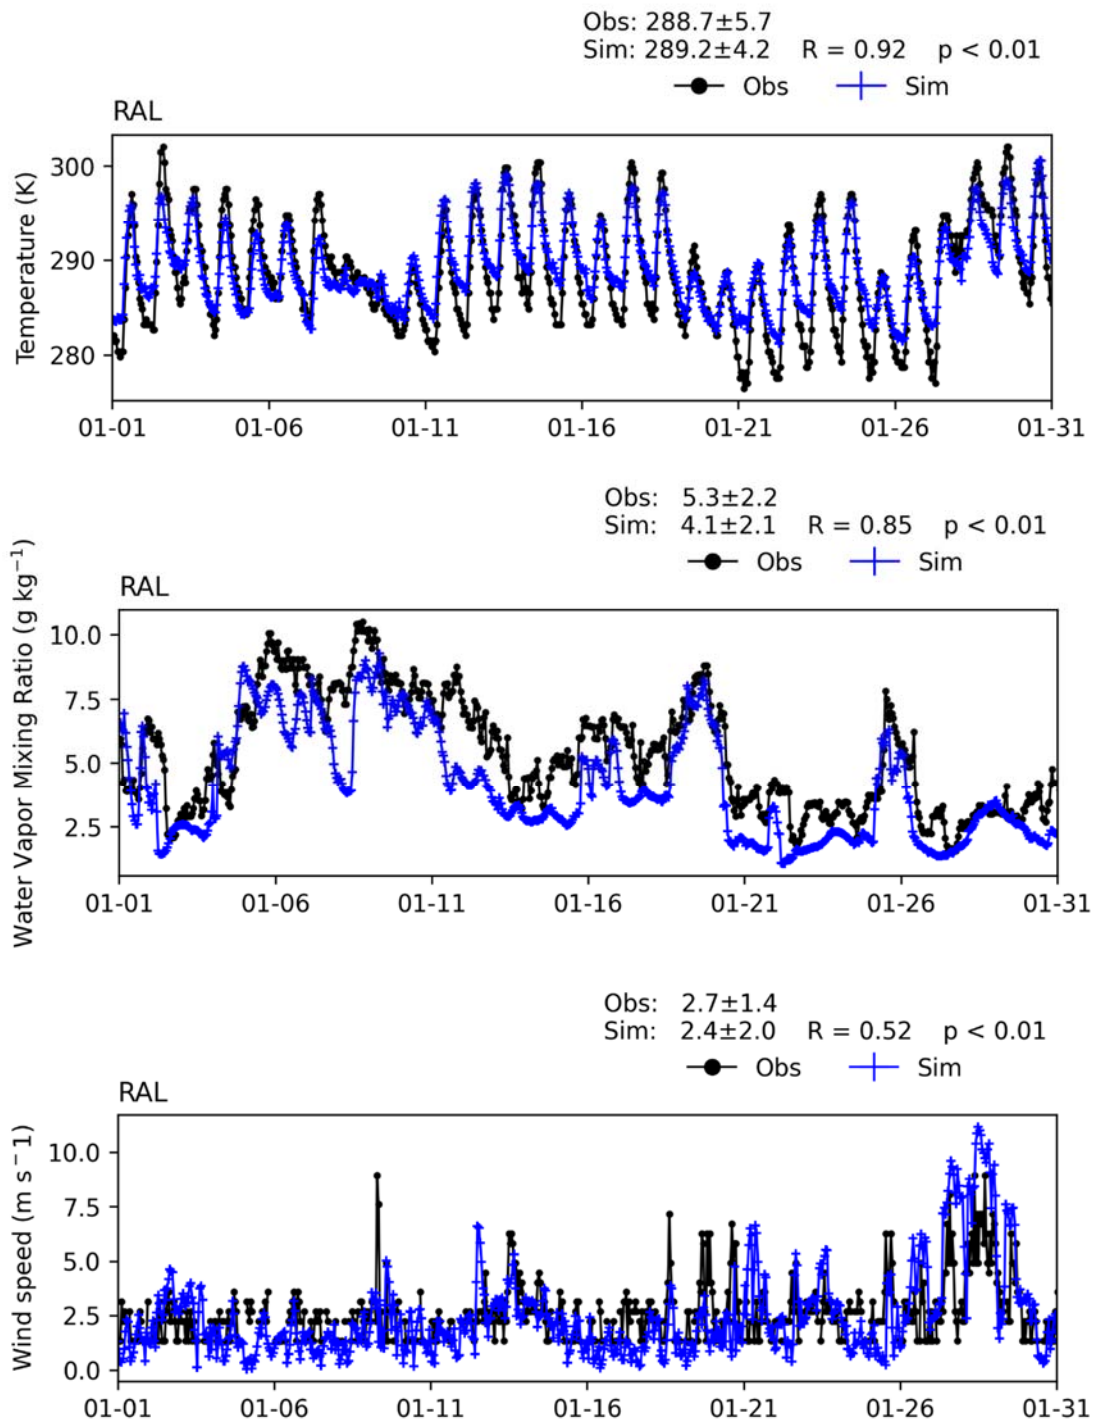 Obs: 288.7±5.7
Sim: 289.2±4.2 R = 0.92 p < 0.01
Obs Sim
RAL
Temperature (K)
300
290
280
01-01 01-06 01-11 01-16 01-21 01-26 01-31
Obs: 5.3±2.2
Sim: 4.1±2.1 R = 0.85 p < 0.01
Obs Sim
RAL
Water Vapor Mixing Ratio (g kg⁻¹)
10.0
7.5
5.0
2.5
01-01 01-06 01-11 01-16 01-21 01-26 01-31
Obs: 2.7±1.4
Sim: 2.4±2.0 R = 0.52 p < 0.01
Obs Sim
RAL
Wind speed (m s − 1)
10.0
7.5
5.0
2.5
0.0
01-01 01-06 01-11 01-16 01-21 01-26 01-31